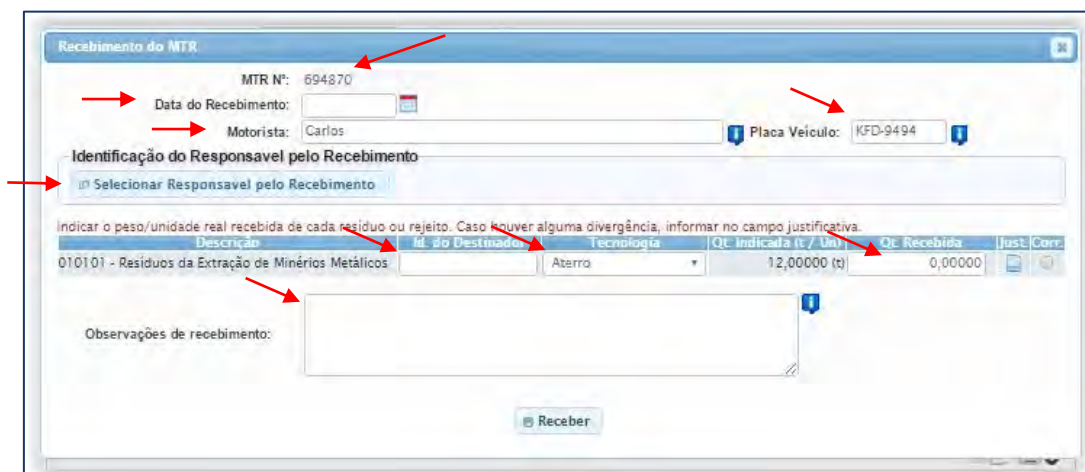 Recebimento do MTR
MTR Nº: 694870
Data do Recebimento:
Motorista: Carlos Placa Veiculo: KFD-9494
Identificação do Responsavel pelo Recebimento
Selecionar Responsavel pelo Recebimento
Indicar o peso/unidade real recebida de cada residuo ou rejeito. Caso houver alguma divergência, informar no campo justificativa.
Descrição Id. do Destinador Tecnologia Qt. Indicada (t / Un) Qt. Recebida Just. Corr.
010101 - Residuos da Extração de Minérios Metálicos Aterro 12,00000 (t) 0,00000
Observações de recebimento:
Receber